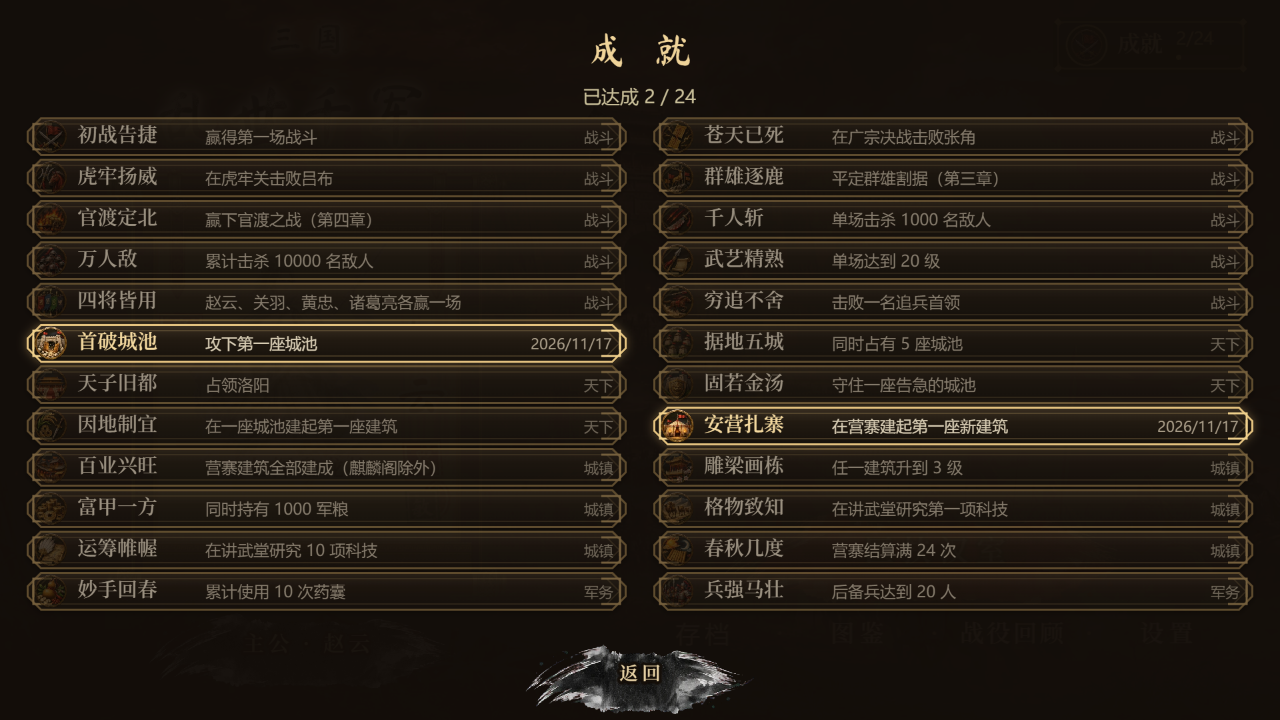 成就 2/24
成就
已达成 2 / 24
初战告捷 赢得第一场战斗 战斗
苍天已死 在广宗决战击败张角 战斗
虎牢扬威 在虎牢关击败吕布 战斗
群雄逐鹿 平定群雄割据（第三章） 战斗
官渡定北 赢下官渡之战（第四章） 战斗
千人斩 单场击杀 1000 名敌人 战斗
万人敌 累计击杀 10000 名敌人 战斗
武艺精熟 单场达到 20 级 战斗
四将皆用 赵云、关羽、黄忠、诸葛亮各赢一场 战斗
穷追不舍 击败一名追兵首领 战斗
首破城池 攻下第一座城池 2026/11/17
据地五城 同时占有 5 座城池 天下
天子旧都 占领洛阳 天下
固若金汤 守住一座告急的城池 天下
因地制宜 在一座城池建起第一座建筑 天下
安营扎寨 在营寨建起第一座新建筑 2026/11/17
百业兴旺 营寨建筑全部建成（麒麟阁除外） 城镇
雕梁画栋 任一建筑升到 3 级 城镇
富甲一方 同时持有 1000 军粮 城镇
格物致知 在讲武堂研究第一项科技 城镇
运筹帷幄 在讲武堂研究 10 项科技 城镇
春秋几度 营寨结算满 24 次 城镇
妙手回春 累计使用 10 次药囊 军务
兵强马壮 后备兵达到 20 人 军务
主公 · 赵云
存档 图鉴 · 战役回顾 设置
返回